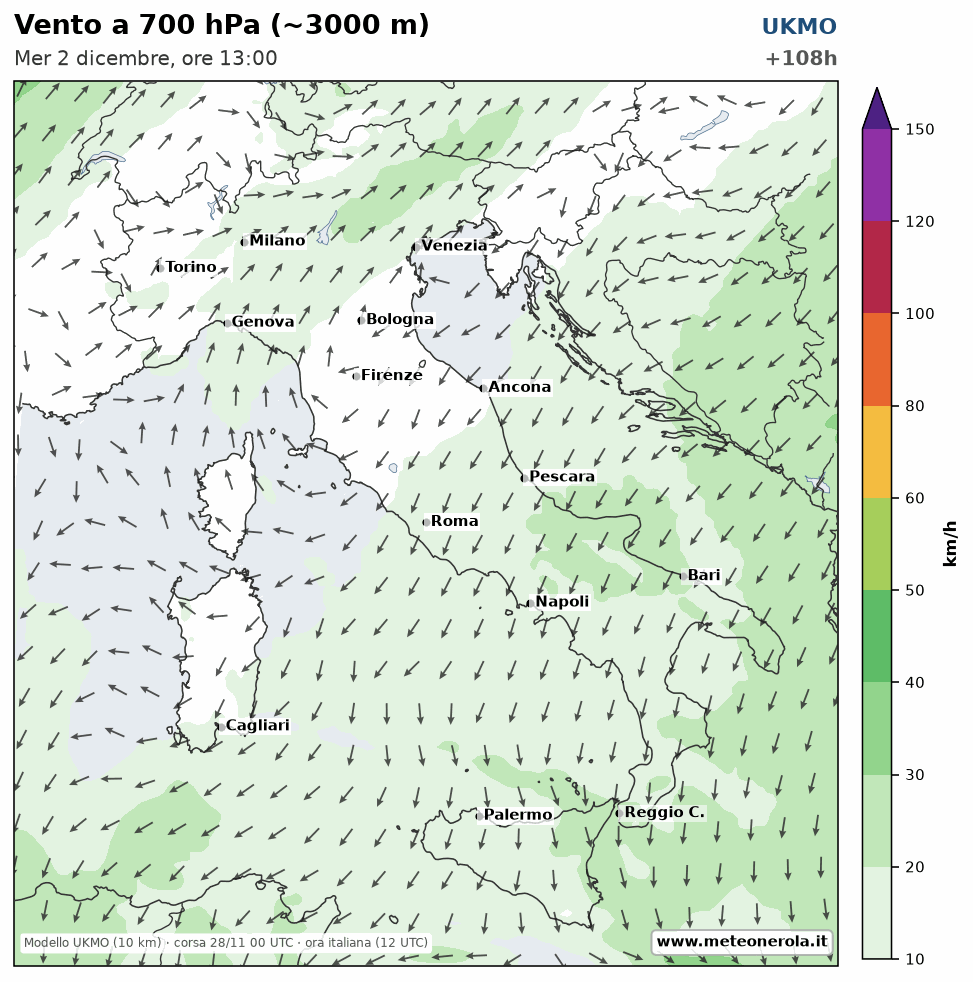 Vento a 700 hPa (~3000 m)
UKMO
Mer 2 dicembre, ore 13:00
+108h
150
120
100
80
60
50
40
30
20
10
km/h
Milano
Venezia
Torino
Genova
Bologna
Firenze
Ancona
Pescara
Roma
Bari
Napoli
Cagliari
Palermo
Reggio C.
Modello UKMO (10 km) · corsa 28/11 00 UTC · ora italiana (12 UTC)
www.meteonerola.it